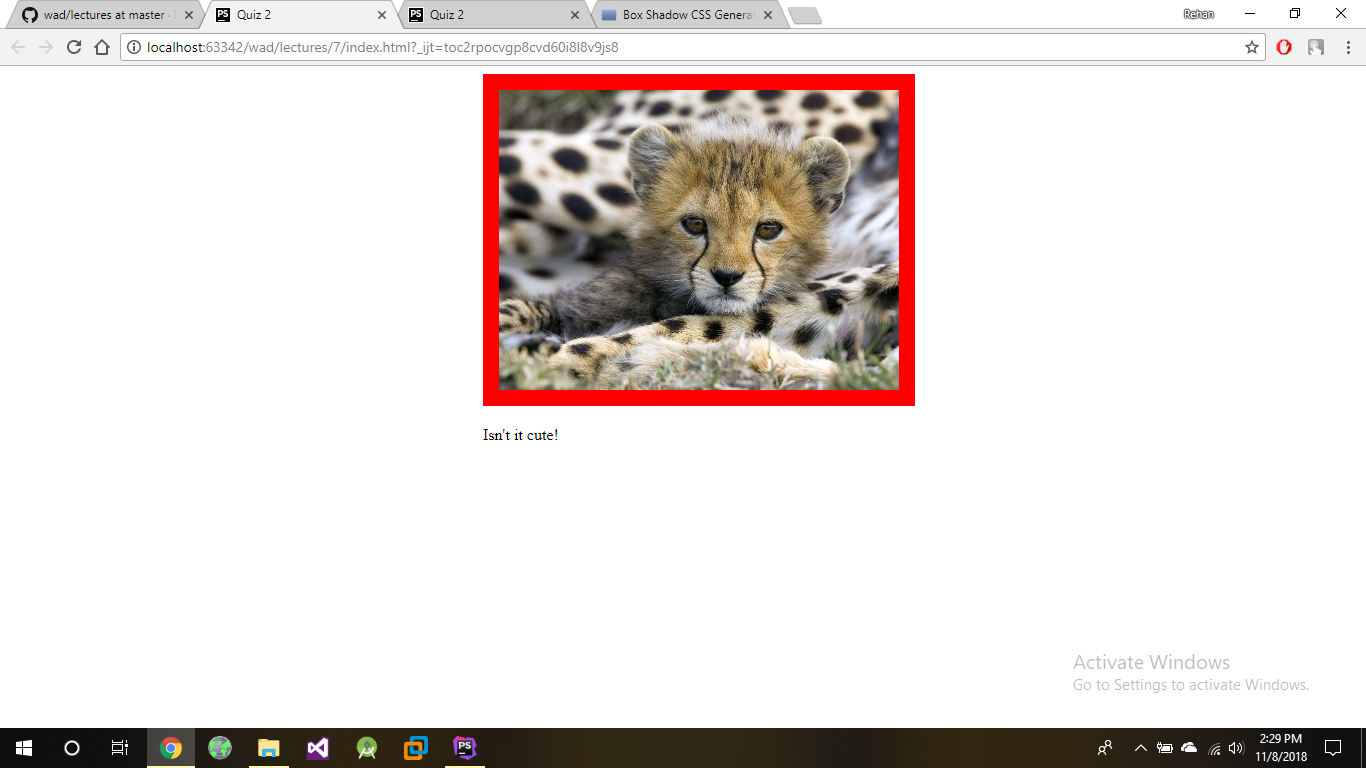 wad/lectures at master -
Quiz 2
Quiz 2
Box Shadow CSS Genera
Rehan
localhost:63342/wad/lectures/7/index.html?_ijt=toc2rpocvgp8cvd60i8l8v9js8
Isn't it cute!
Activate Windows
Go to Settings to activate Windows.
PS
2:29 PM
11/8/2018